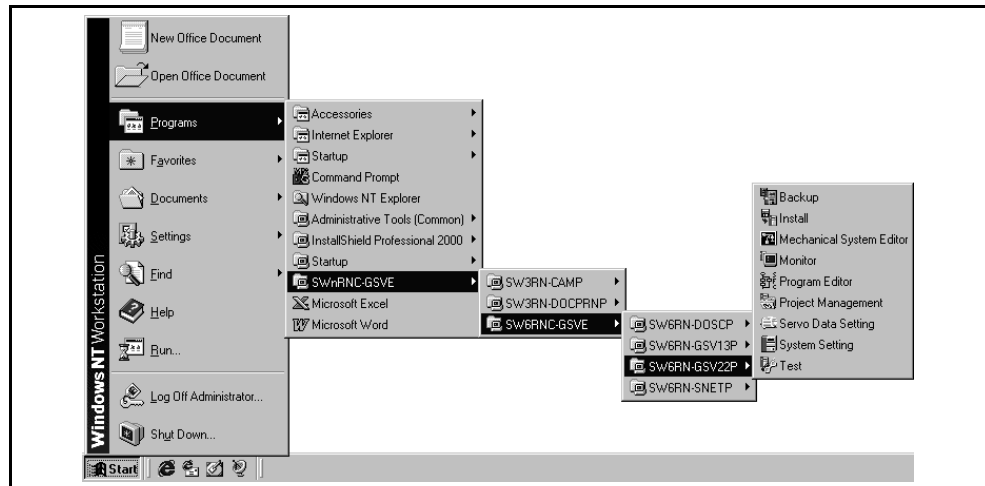 Windows NT Workstation
New Office Document
Open Office Document
Programs
Favorites
Documents
Settings
Find
Help
Run...
Log Off Administrator...
Shut Down...
Start
Accessories
Internet Explorer
Startup
Command Prompt
Windows NT Explorer
Administrative Tools (Common)
InstallShield Professional 2000
Startup
SWnRNC-GSVE
Microsoft Excel
Microsoft Word
SW3RN-CAMP
SW3RN-DOCPRNP
SW6RNC-GSVE
SW6RN-DOSCP
SW6RN-GSV13P
SW6RN-GSV22P
SW6RN-SNETP
Backup
Install
Mechanical System Editor
Monitor
Program Editor
Project Management
Servo Data Setting
System Setting
Test